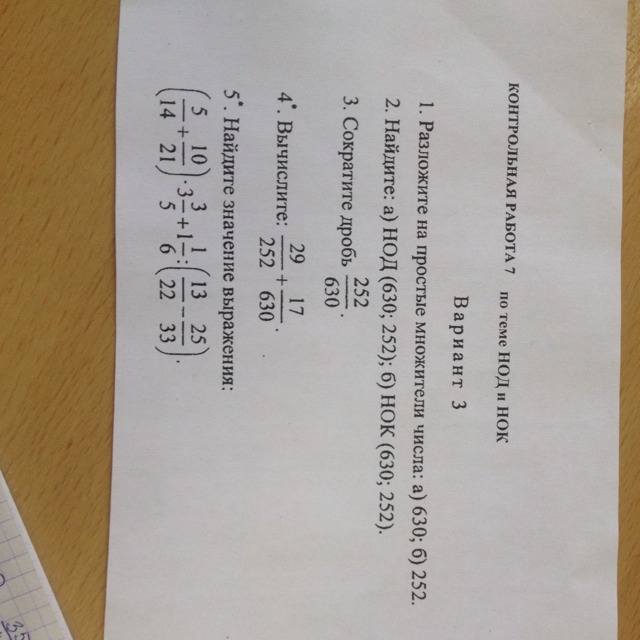 КОНТРОЛЬНАЯ РАБОТА 7 по теме НОД и НОК
Вариант 3
1. Разложите на простые множители числа: а) 630; б) 252.
2. Найдите: а) НОД (630; 252); б) НОК (630; 252).
3. Сократите дробь 252/630.
4*. Вычислите: 29/252 + 17/630.
5*. Найдите значение выражения:
(5/14 + 10/21) · 3 3/5 + 1 1/6 : (13/22 − 25/33).